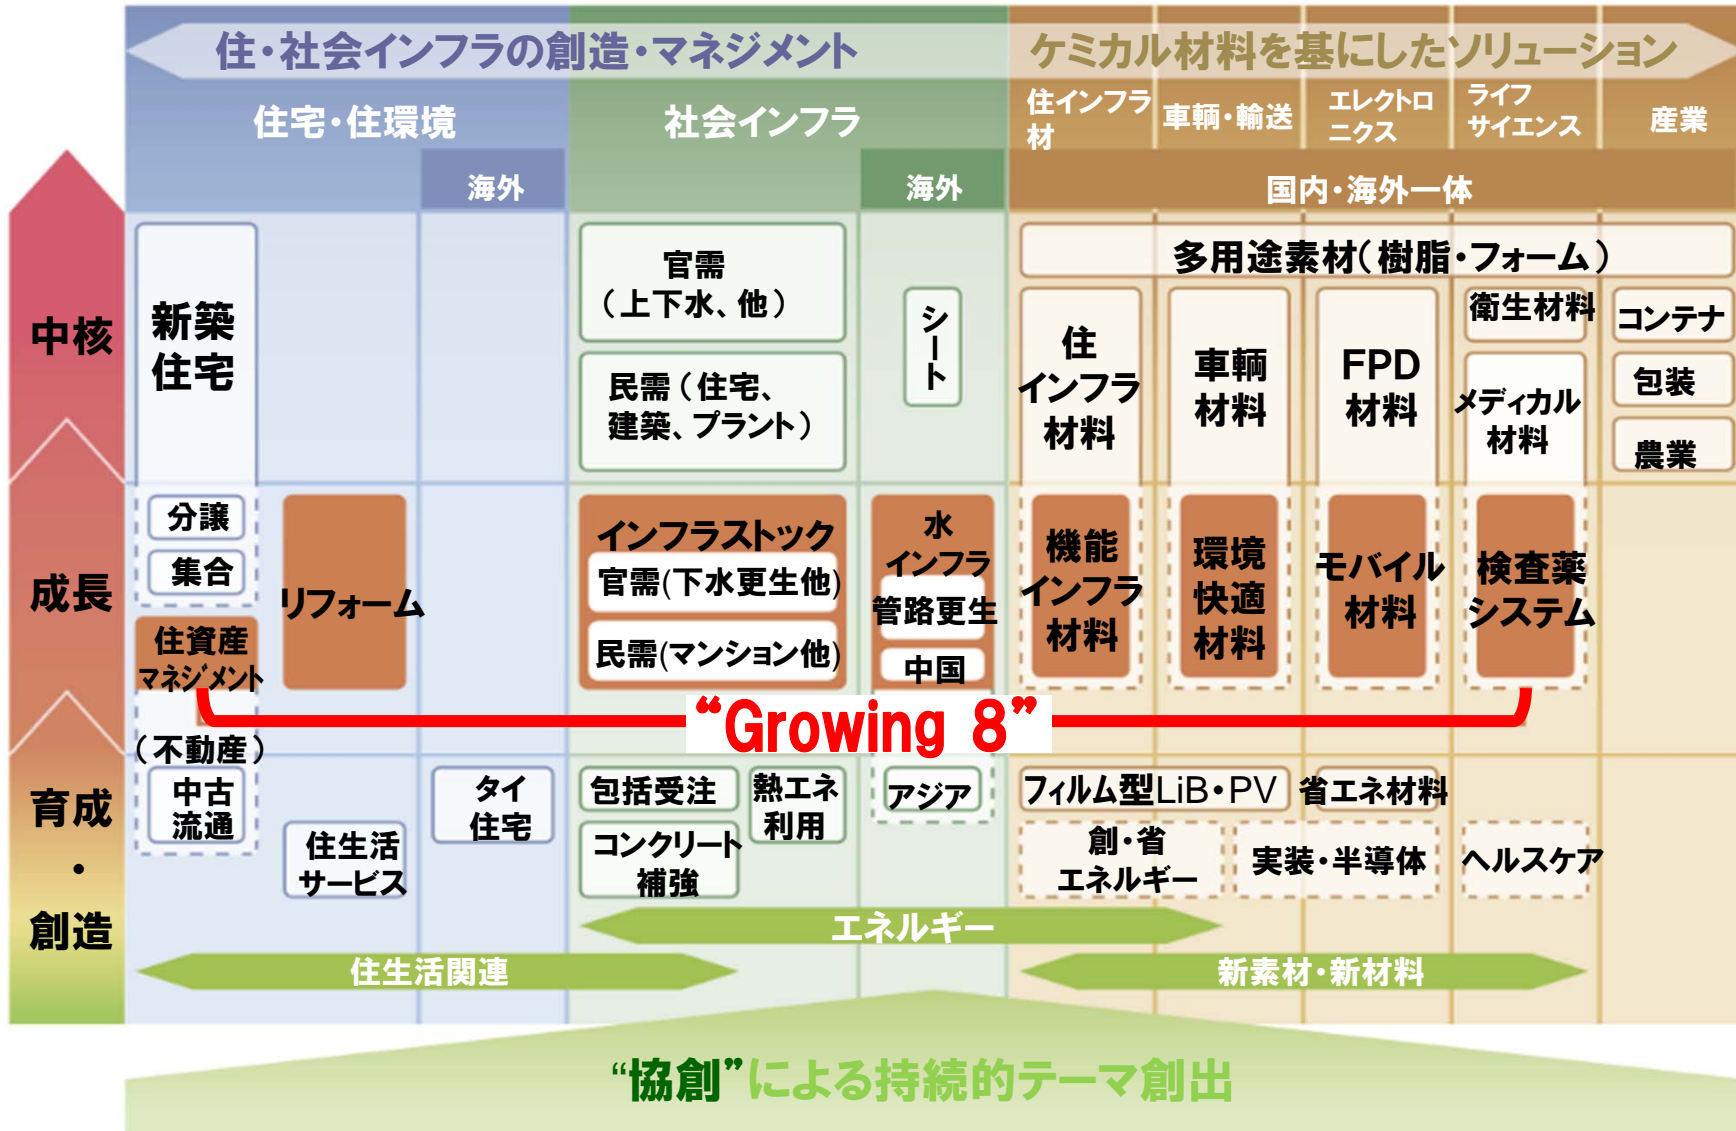 住・社会インフラの創造・マネジメント
ケミカル材料を基にしたソリューション
住宅・住環境
社会インフラ
住インフラ
材
車輌・輸送
エレクトロ
ニクス
ライフ
サイエンス
産業
海外
海外
国内・海外一体
中核
新築
住宅
官需
（上下水、他）
民需（住宅、
建築、プラント）
シート
多用途素材（樹脂・フォーム）
住
インフラ
材料
車輌
材料
FPD
材料
衛生材料
メディカル
材料
コンテナ
包装
農業
成長
分譲
集合
住資産
マネジメント
リフォーム
インフラストック
官需(下水更生他)
民需(マンション他)
水
インフラ
管路更生
中国
機能
インフラ
材料
環境
快適
材料
モバイル
材料
検査薬
システム
“Growing 8”
育成
・
創造
（不動産）
中古
流通
住生活
サービス
タイ
住宅
包括受注
コンクリート
補強
熱エネ
利用
アジア
フィルム型LiB・PV
省エネ材料
創・省
エネルギー
実装・半導体
ヘルスケア
エネルギー
住生活関連
新素材・新材料
“協創”による持続的テーマ創出